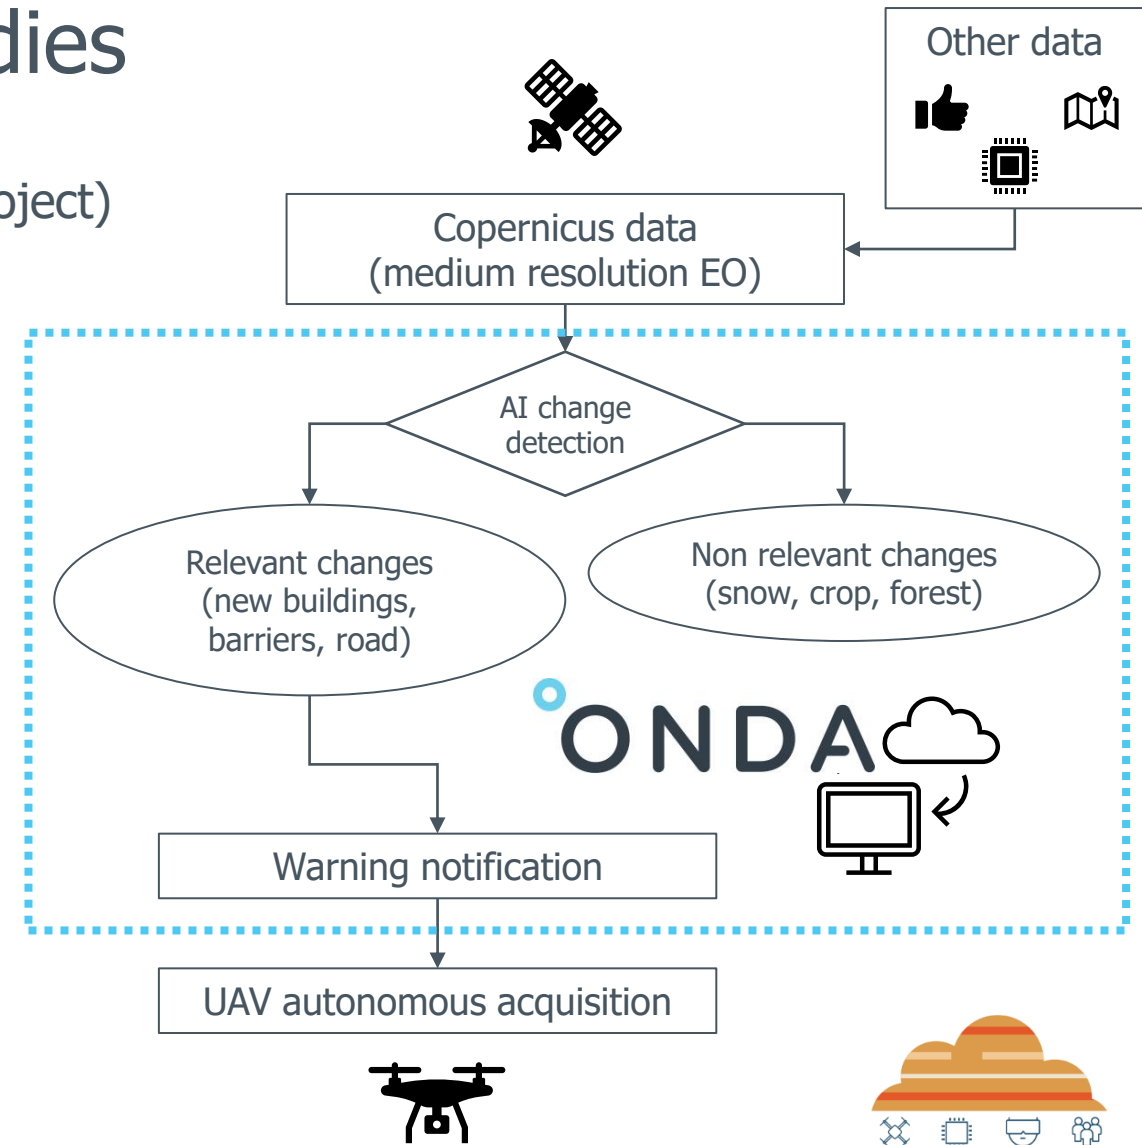 dies
oject)
Other data
Copernicus data
(medium resolution EO)
AI change
detection
Relevant changes
(new buildings,
barriers, road)
Non relevant changes
(snow, crop, forest)
ONDA
Warning notification
UAV autonomous acquisition